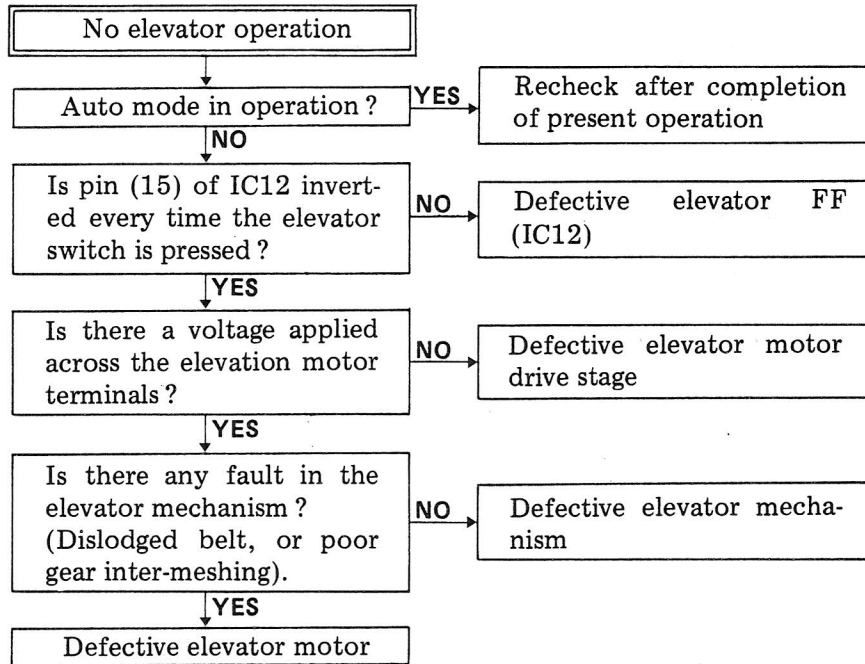 No elevator operation
Auto mode in operation ?
YES
Recheck after completion
of present operation
NO
Is pin (15) of IC12 invert-
ed every time the elevator
switch is pressed ?
NO
Defective elevator FF
(IC12)
YES
Is there a voltage applied
across the elevation motor
terminals ?
NO
Defective elevator motor
drive stage
YES
Is there any fault in the
elevator mechanism ?
(Dislodged belt, or poor
gear inter-meshing).
NO
Defective elevator mecha-
nism
YES
Defective elevator motor